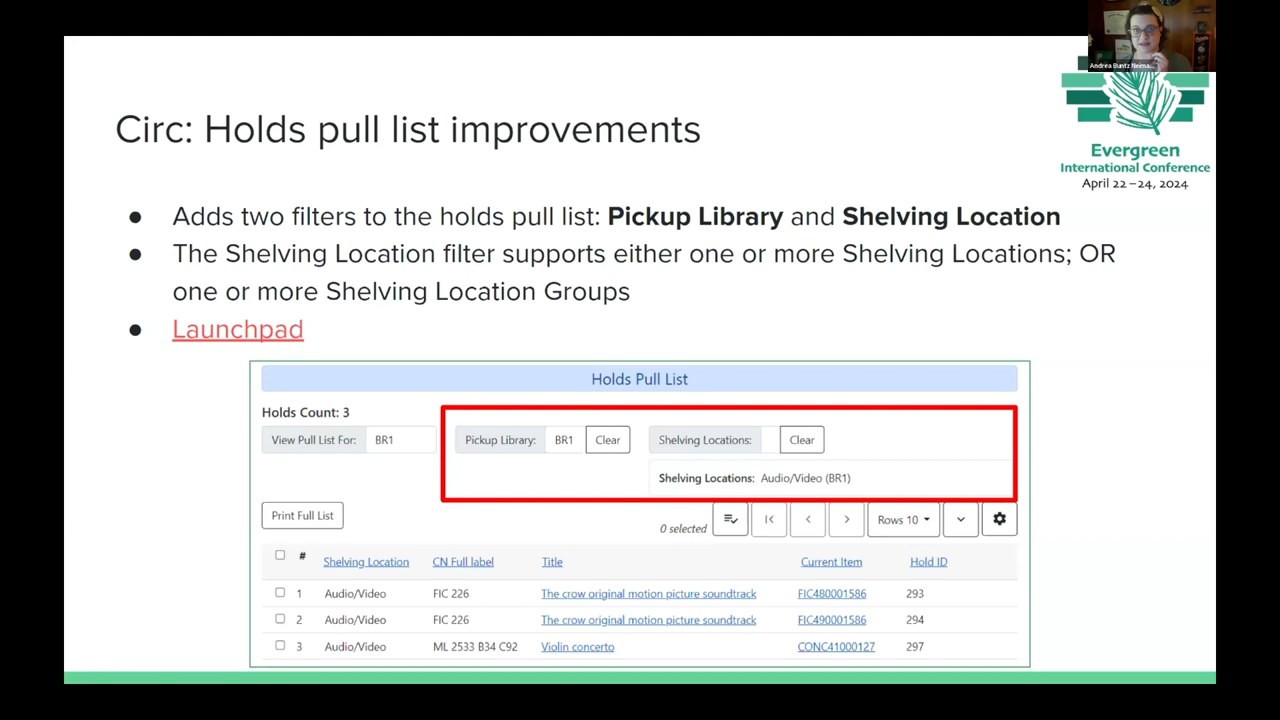 Andrea Buntz Neima...
Evergreen
International Conference
April 22–24, 2024
Circ: Holds pull list improvements
● Adds two filters to the holds pull list: Pickup Library and Shelving Location
● The Shelving Location filter supports either one or more Shelving Locations; OR
one or more Shelving Location Groups
● Launchpad
Holds Pull List
Holds Count: 3
View Pull List For: BR1 Pickup Library: BR1 Clear Shelving Locations: Clear
Shelving Locations: Audio/Video (BR1)
Print Full List 0 selected Rows 10
# Shelving Location CN Full label Title Current Item Hold ID
1 Audio/Video FIC 226 The crow original motion picture soundtrack FIC480001586 293
2 Audio/Video FIC 226 The crow original motion picture soundtrack FIC490001586 294
3 Audio/Video ML 2533 B34 C92 Violin concerto CONC41000127 297